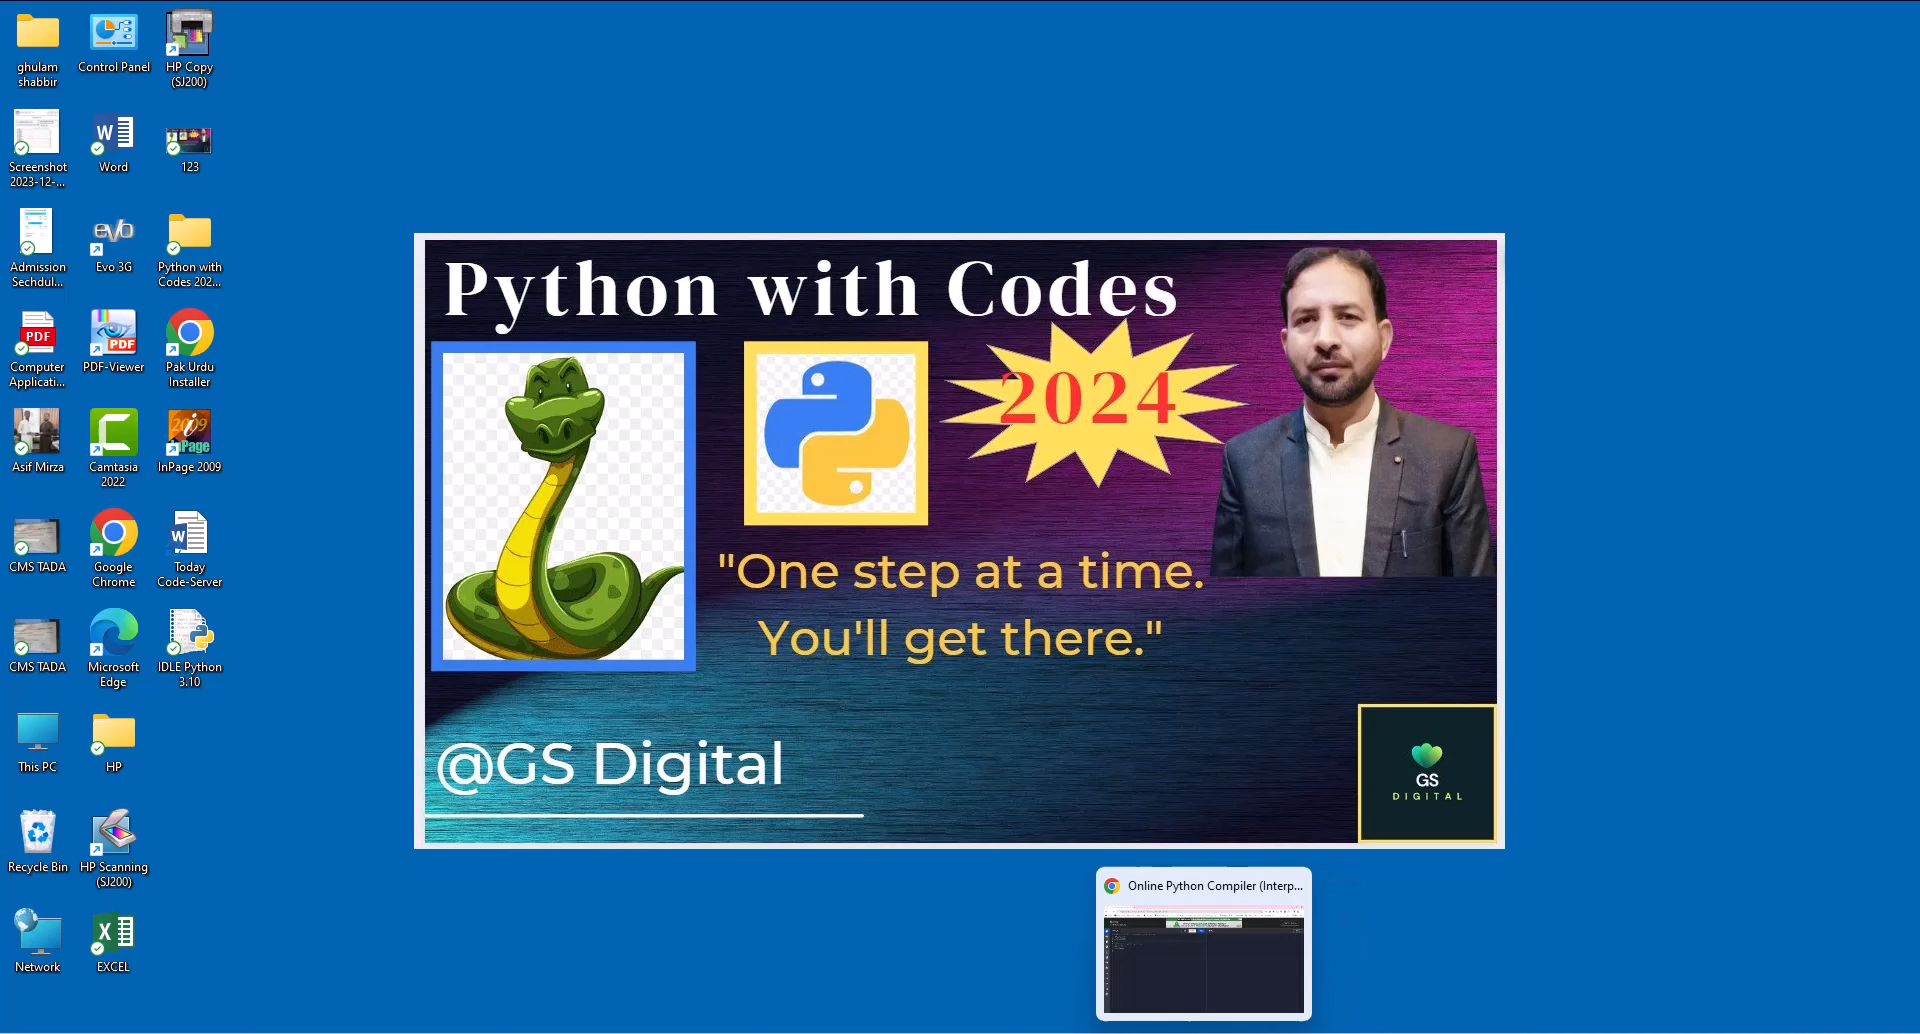 ghulam
shabbir
Control Panel
HP Copy
(SJ200)
Screenshot
2023-12-...
Word
123
Admission
Sechdul...
evo
Evo 3G
Python with
Codes 202...
PDF
Computer
Applicati...
PDF
PDF-Viewer
Pak Urdu
Installer
Asif Mirza
Camtasia
2022
2009
InPage
InPage 2009
CMS TADA
Google
Chrome
Today
Code-Server
CMS TADA
Microsoft
Edge
IDLE Python
3.10
This PC
HP
Recycle Bin
HP Scanning
(SJ200)
Network
EXCEL
Python with Codes
2024
"One step at a time.
You'll get there."
@GS Digital
GS
DIGITAL
Online Python Compiler (Interp...